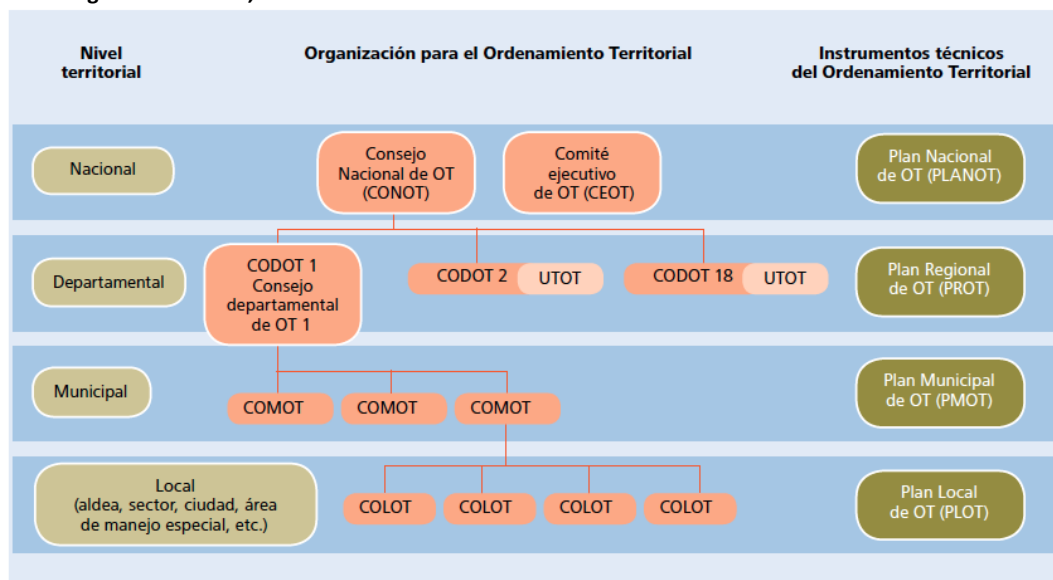 Nivel
territorial
Organización para el Ordenamiento Territorial
Instrumentos técnicos
del Ordenamiento Territorial
Nacional
Consejo
Nacional de OT
(CONOT)
Comité
ejecutivo
de OT (CEOT)
Plan Nacional
de OT (PLANOT)
Departamental
CODOT 1
Consejo
departamental
de OT 1
CODOT 2
UTOT
CODOT 18
UTOT
Plan Regional
de OT (PROT)
Municipal
COMOT
COMOT
COMOT
Plan Municipal
de OT (PMOT)
Local
(aldea, sector, ciudad, área
de manejo especial, etc.)
COLOT
COLOT
COLOT
COLOT
Plan Local
de OT (PLOT)